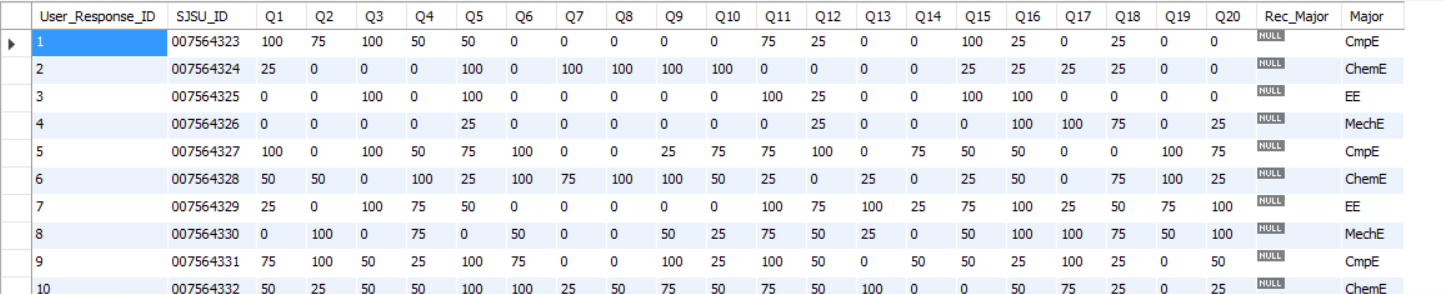 User_Response_ID SJSU_ID Q1 Q2 Q3 Q4 Q5 Q6 Q7 Q8 Q9 Q10 Q11 Q12 Q13 Q14 Q15 Q16 Q17 Q18 Q19 Q20 Rec_Major Major
1 007564323 100 75 100 50 50 0 0 0 0 0 75 25 0 0 100 25 0 25 0 0 NULL CmpE
2 007564324 25 0 0 0 100 0 100 100 100 100 0 0 0 0 25 25 25 25 0 0 NULL ChemE
3 007564325 0 0 100 0 100 0 0 0 0 0 100 25 0 0 100 100 0 0 0 0 NULL EE
4 007564326 0 0 0 0 25 0 0 0 0 0 0 25 0 0 0 100 100 75 0 25 NULL MechE
5 007564327 100 0 100 50 75 100 0 0 25 75 75 100 0 75 50 50 0 0 100 75 NULL CmpE
6 007564328 50 50 0 100 25 100 75 100 100 50 25 0 25 0 25 50 0 75 100 25 NULL ChemE
7 007564329 25 0 100 75 50 0 0 0 0 0 100 75 100 25 75 100 25 50 75 100 NULL EE
8 007564330 0 100 0 75 0 50 0 0 50 25 75 50 25 0 50 100 100 75 50 100 NULL MechE
9 007564331 75 100 50 25 100 75 0 0 100 25 100 50 0 50 50 25 100 25 0 50 NULL CmpE
10 007564332 50 25 50 50 100 100 25 50 75 50 75 50 100 0 0 50 75 25 0 25 NULL ChemE